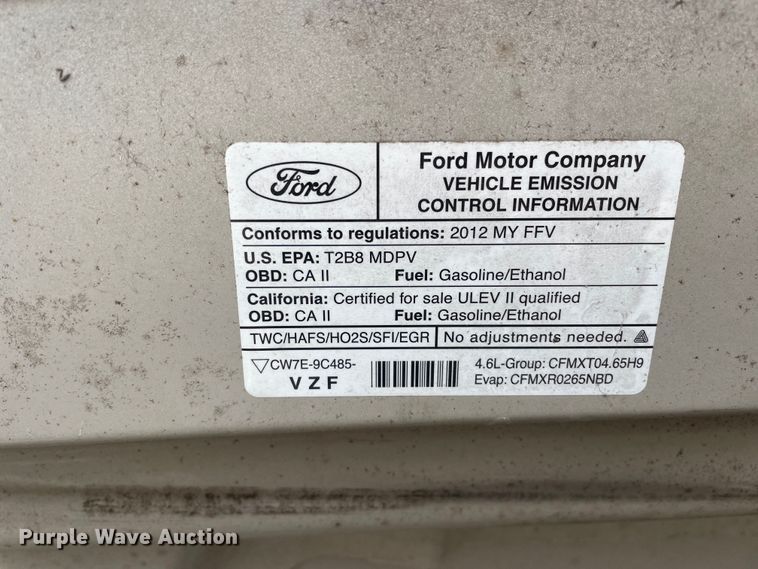 Ford
Ford Motor Company
VEHICLE EMISSION
CONTROL INFORMATION
Conforms to regulations: 2012 MY FFV
U.S. EPA: T2B8 MDPV
OBD: CA II Fuel: Gasoline/Ethanol
California: Certified for sale ULEV II qualified
OBD: CA II Fuel: Gasoline/Ethanol
TWC/HAFS/HO2S/SFI/EGR No adjustments needed.
CW7E-9C485- 4.6L-Group: CFMXT04.65H9
VZF Evap: CFMXR0265NBD
Purple Wave Auction